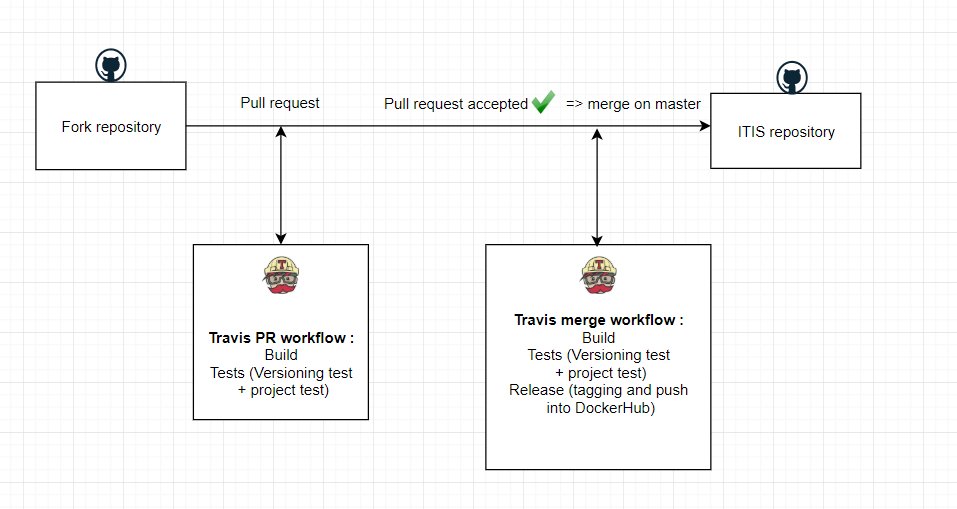 Pull request
Pull request accepted => merge on master
Fork repository
ITIS repository
T
T
Travis PR workflow :
Build
Tests (Versioning test
+ project test)
Travis merge workflow :
Build
Tests (Versioning test
+ project test)
Release (tagging and push
into DockerHub)